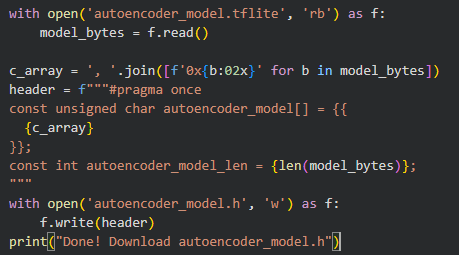 with open('autoencoder_model.tflite', 'rb') as f:
    model_bytes = f.read()

c_array = ', '.join([f'0x{b:02x}' for b in model_bytes])
header = f"""#pragma once
const unsigned char autoencoder_model[] = {{
  {c_array}
}};
const int autoencoder_model_len = {len(model_bytes)};
"""
with open('autoencoder_model.h', 'w') as f:
    f.write(header)
print("Done! Download autoencoder_model.h")